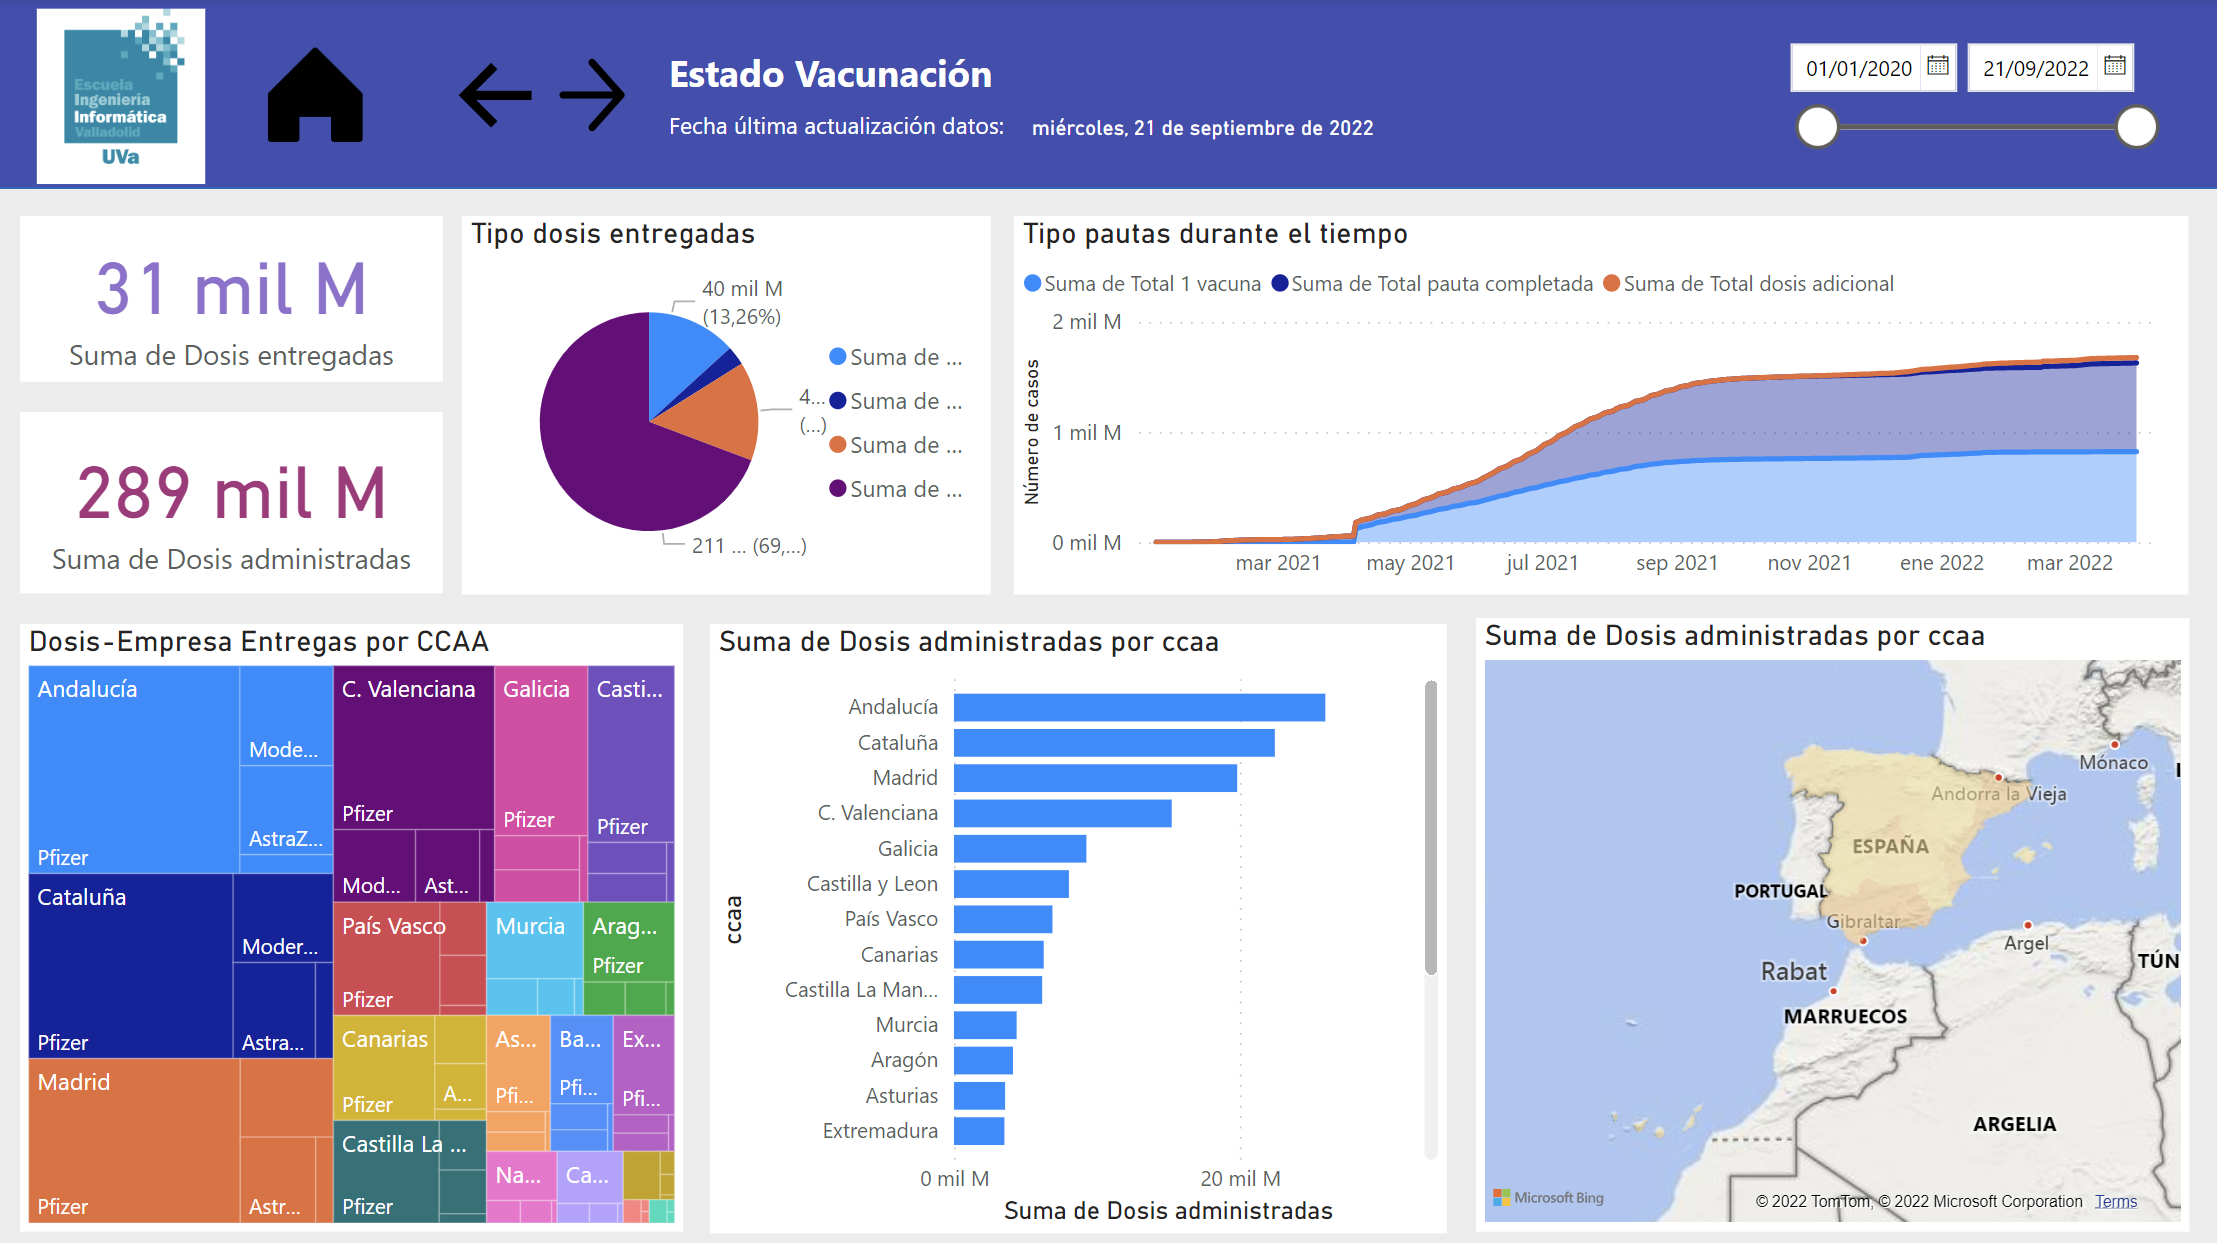 Escuela
Ingeniería
Informática
Valladolid
UVa
Estado Vacunación
Fecha última actualización datos: miércoles, 21 de septiembre de 2022
01/01/2020 21/09/2022
31 mil M
Suma de Dosis entregadas
289 mil M
Suma de Dosis administradas
Tipo dosis entregadas
40 mil M
(13,26%)
4...
(...)
211 ... (69,...)
Suma de ...
Suma de ...
Suma de ...
Suma de ...
Tipo pautas durante el tiempo
Suma de Total 1 vacuna Suma de Total pauta completada Suma de Total dosis adicional
Número de casos
2 mil M
1 mil M
0 mil M
mar 2021 may 2021 jul 2021 sep 2021 nov 2021 ene 2022 mar 2022
Dosis-Empresa Entregas por CCAA
Andalucía
Mode...
AstraZ...
Pfizer
Cataluña
Moder...
Pfizer
Astra...
Madrid
Pfizer
Astr...
C. Valenciana
Pfizer
Mod...
Ast...
Galicia
Pfizer
Casti...
Pfizer
País Vasco
Pfizer
Murcia
Arag...
Pfizer
Canarias
Pfizer
A...
Castilla La ...
Pfizer
As...
Pfi...
Ba...
Pfi...
Ex...
Pfi...
Na...
Ca...
Suma de Dosis administradas por ccaa
ccaa
Andalucía
Cataluña
Madrid
C. Valenciana
Galicia
Castilla y Leon
País Vasco
Canarias
Castilla La Man...
Murcia
Aragón
Asturias
Extremadura
0 mil M 20 mil M
Suma de Dosis administradas
Suma de Dosis administradas por ccaa
Mónaco
Andorra la Vieja
ESPAÑA
PORTUGAL
Gibraltar
Argel
TÚN
Rabat
MARRUECOS
ARGELIA
Microsoft Bing
© 2022 TomTom, © 2022 Microsoft Corporation Terms